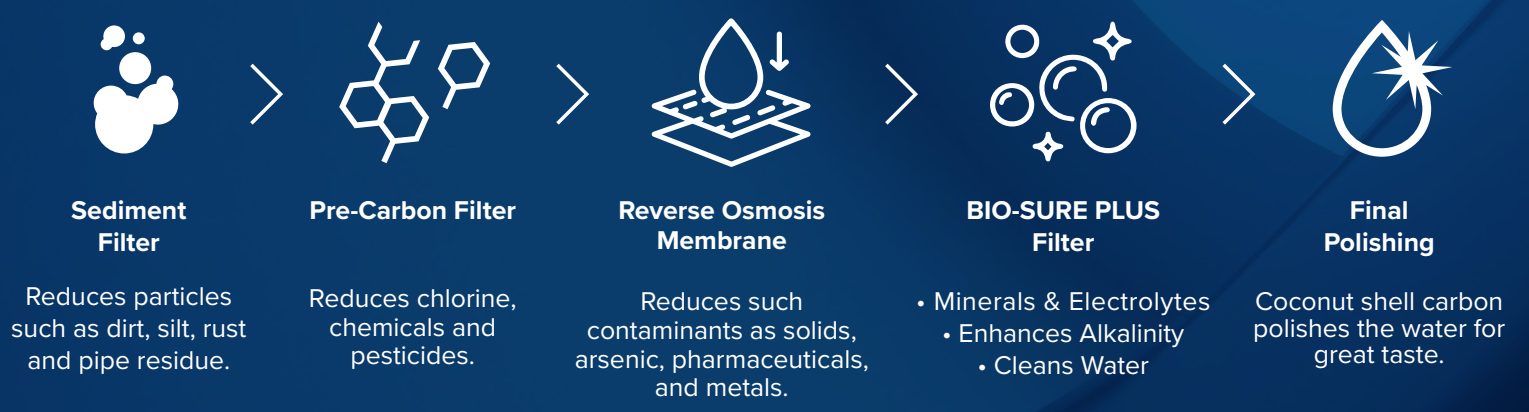 Sediment
Filter
Reduces particles
such as dirt, silt, rust
and pipe residue.
Pre-Carbon Filter
Reduces chlorine,
chemicals and
pesticides.
Reverse Osmosis
Membrane
Reduces such
contaminants as solids,
arsenic, pharmaceuticals,
and metals.
BIO-SURE PLUS
Filter
• Minerals & Electrolytes
• Enhances Alkalinity
• Cleans Water
Final
Polishing
Coconut shell carbon
polishes the water for
great taste.